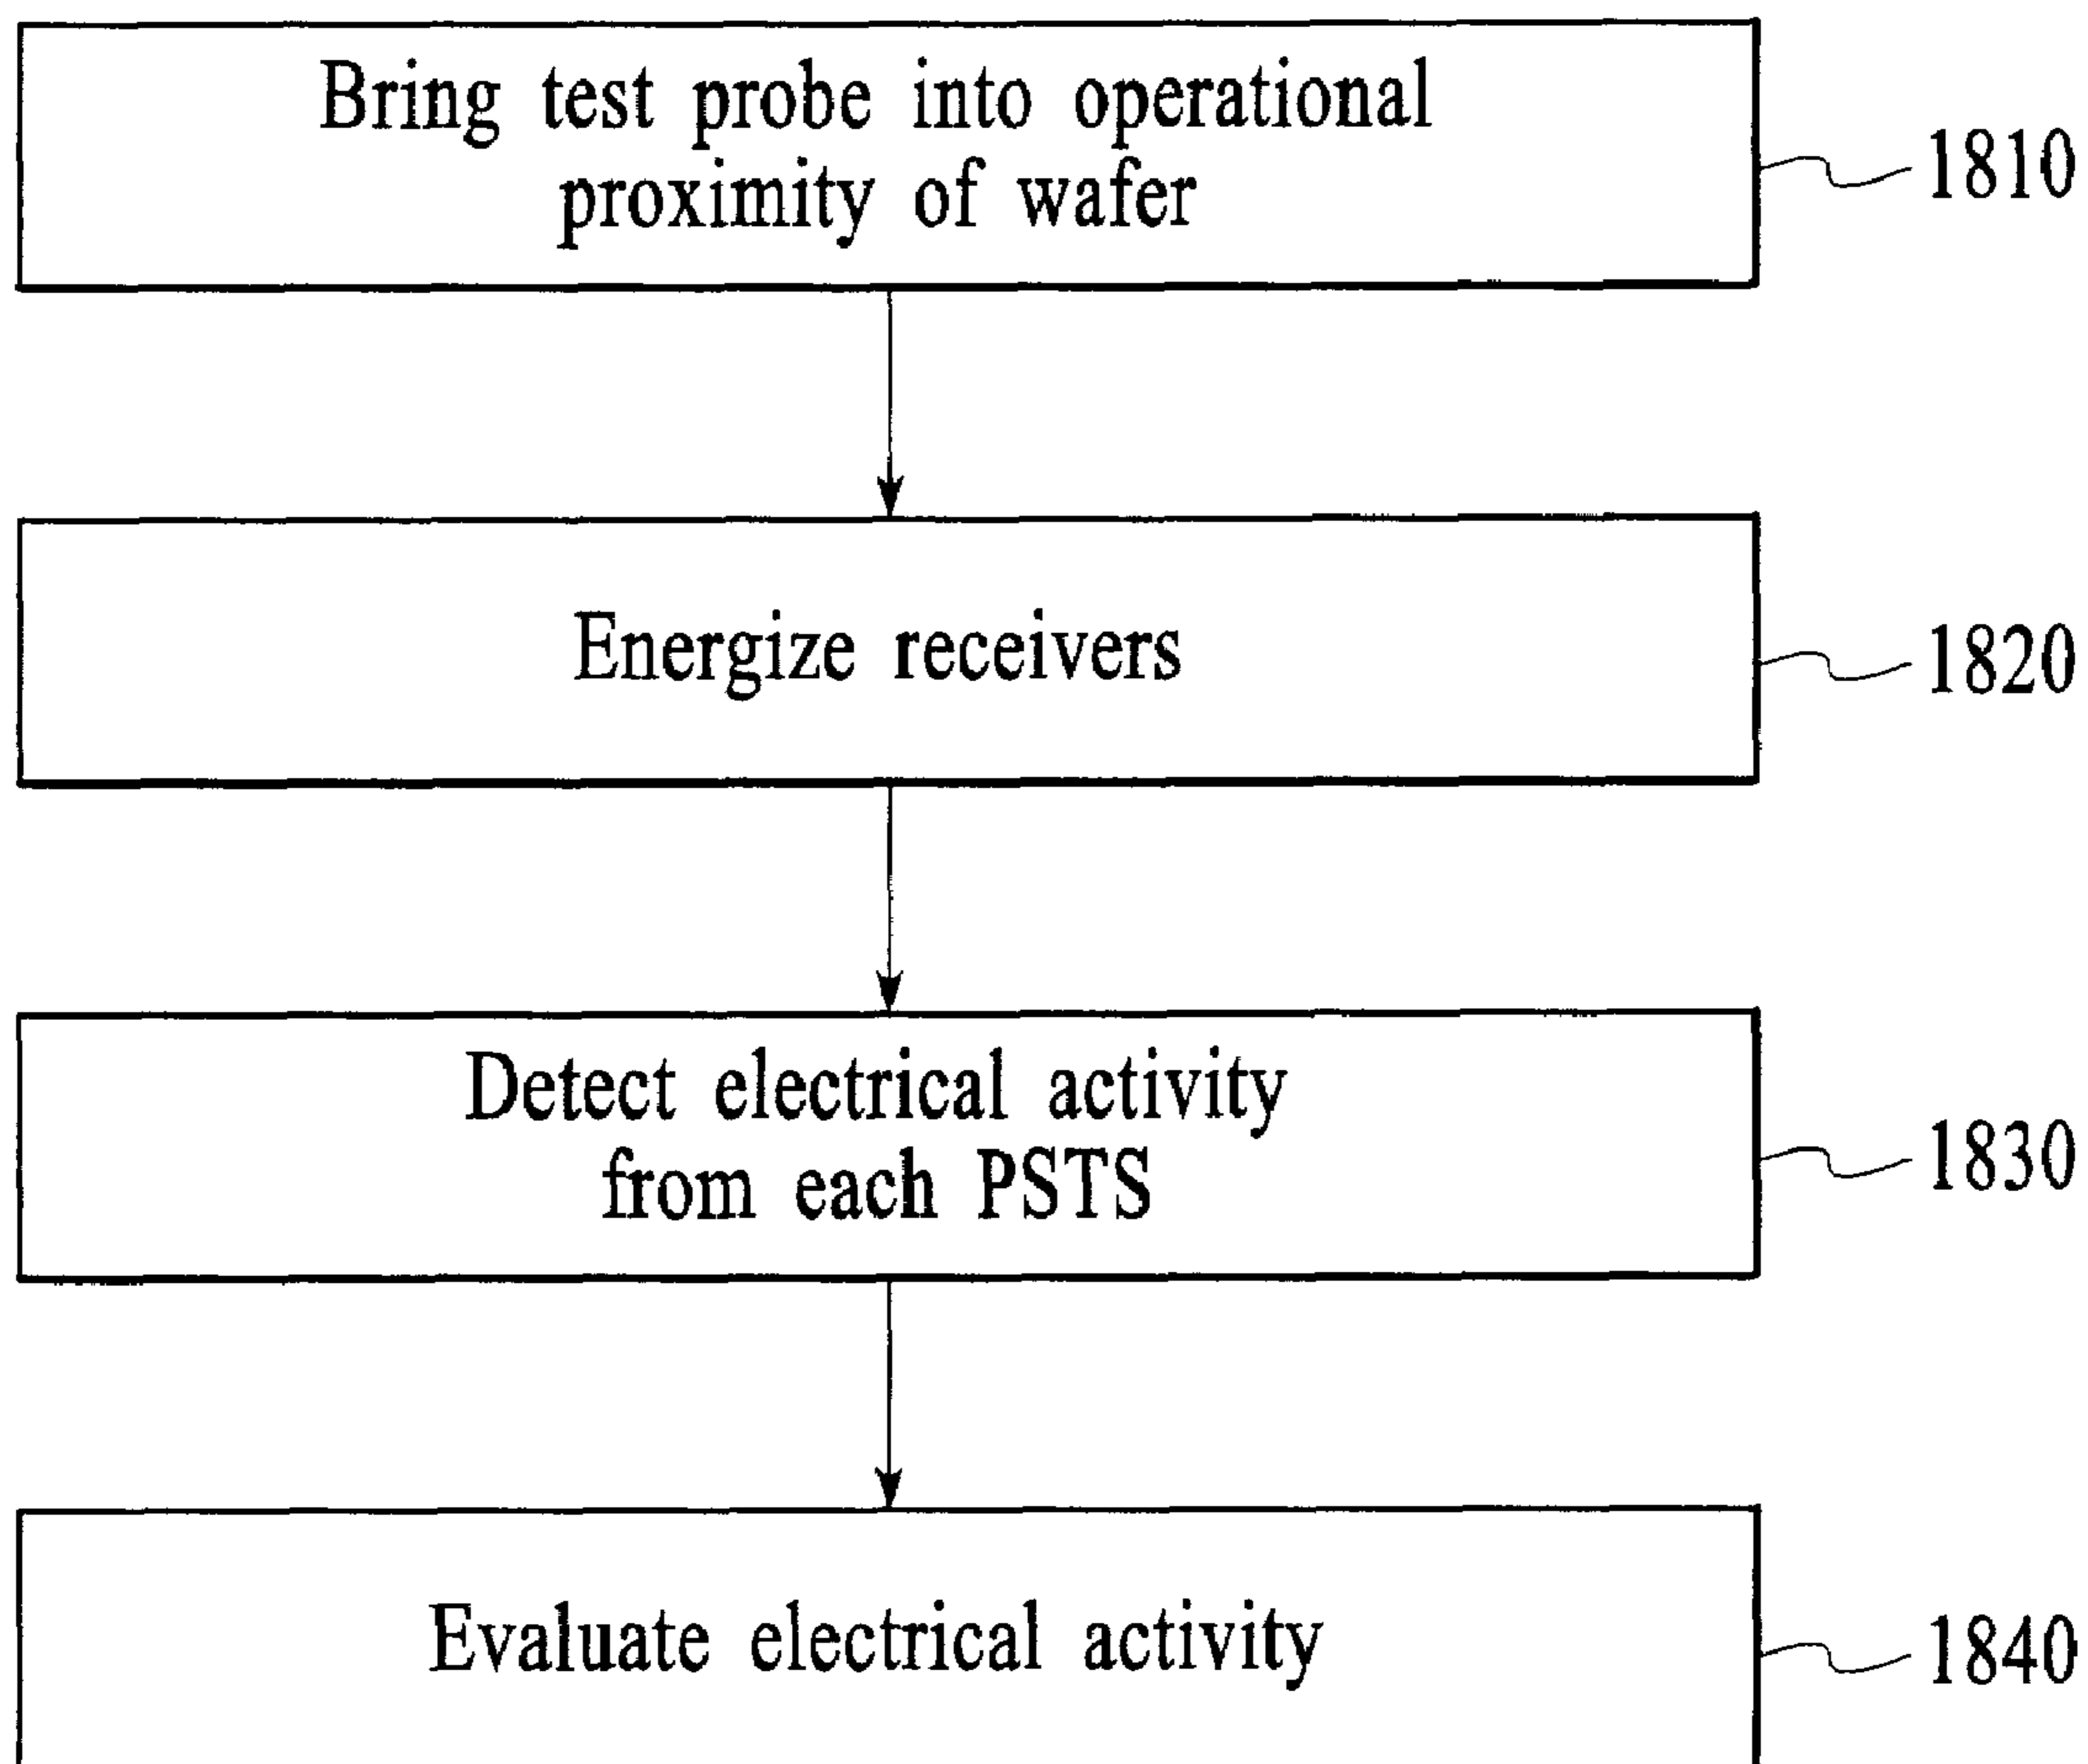 Bring test probe into operational
proximity of wafer
1810
Energize receivers
1820
Detect electrical activity
from each PSTS
1830
Evaluate electrical activity
1840